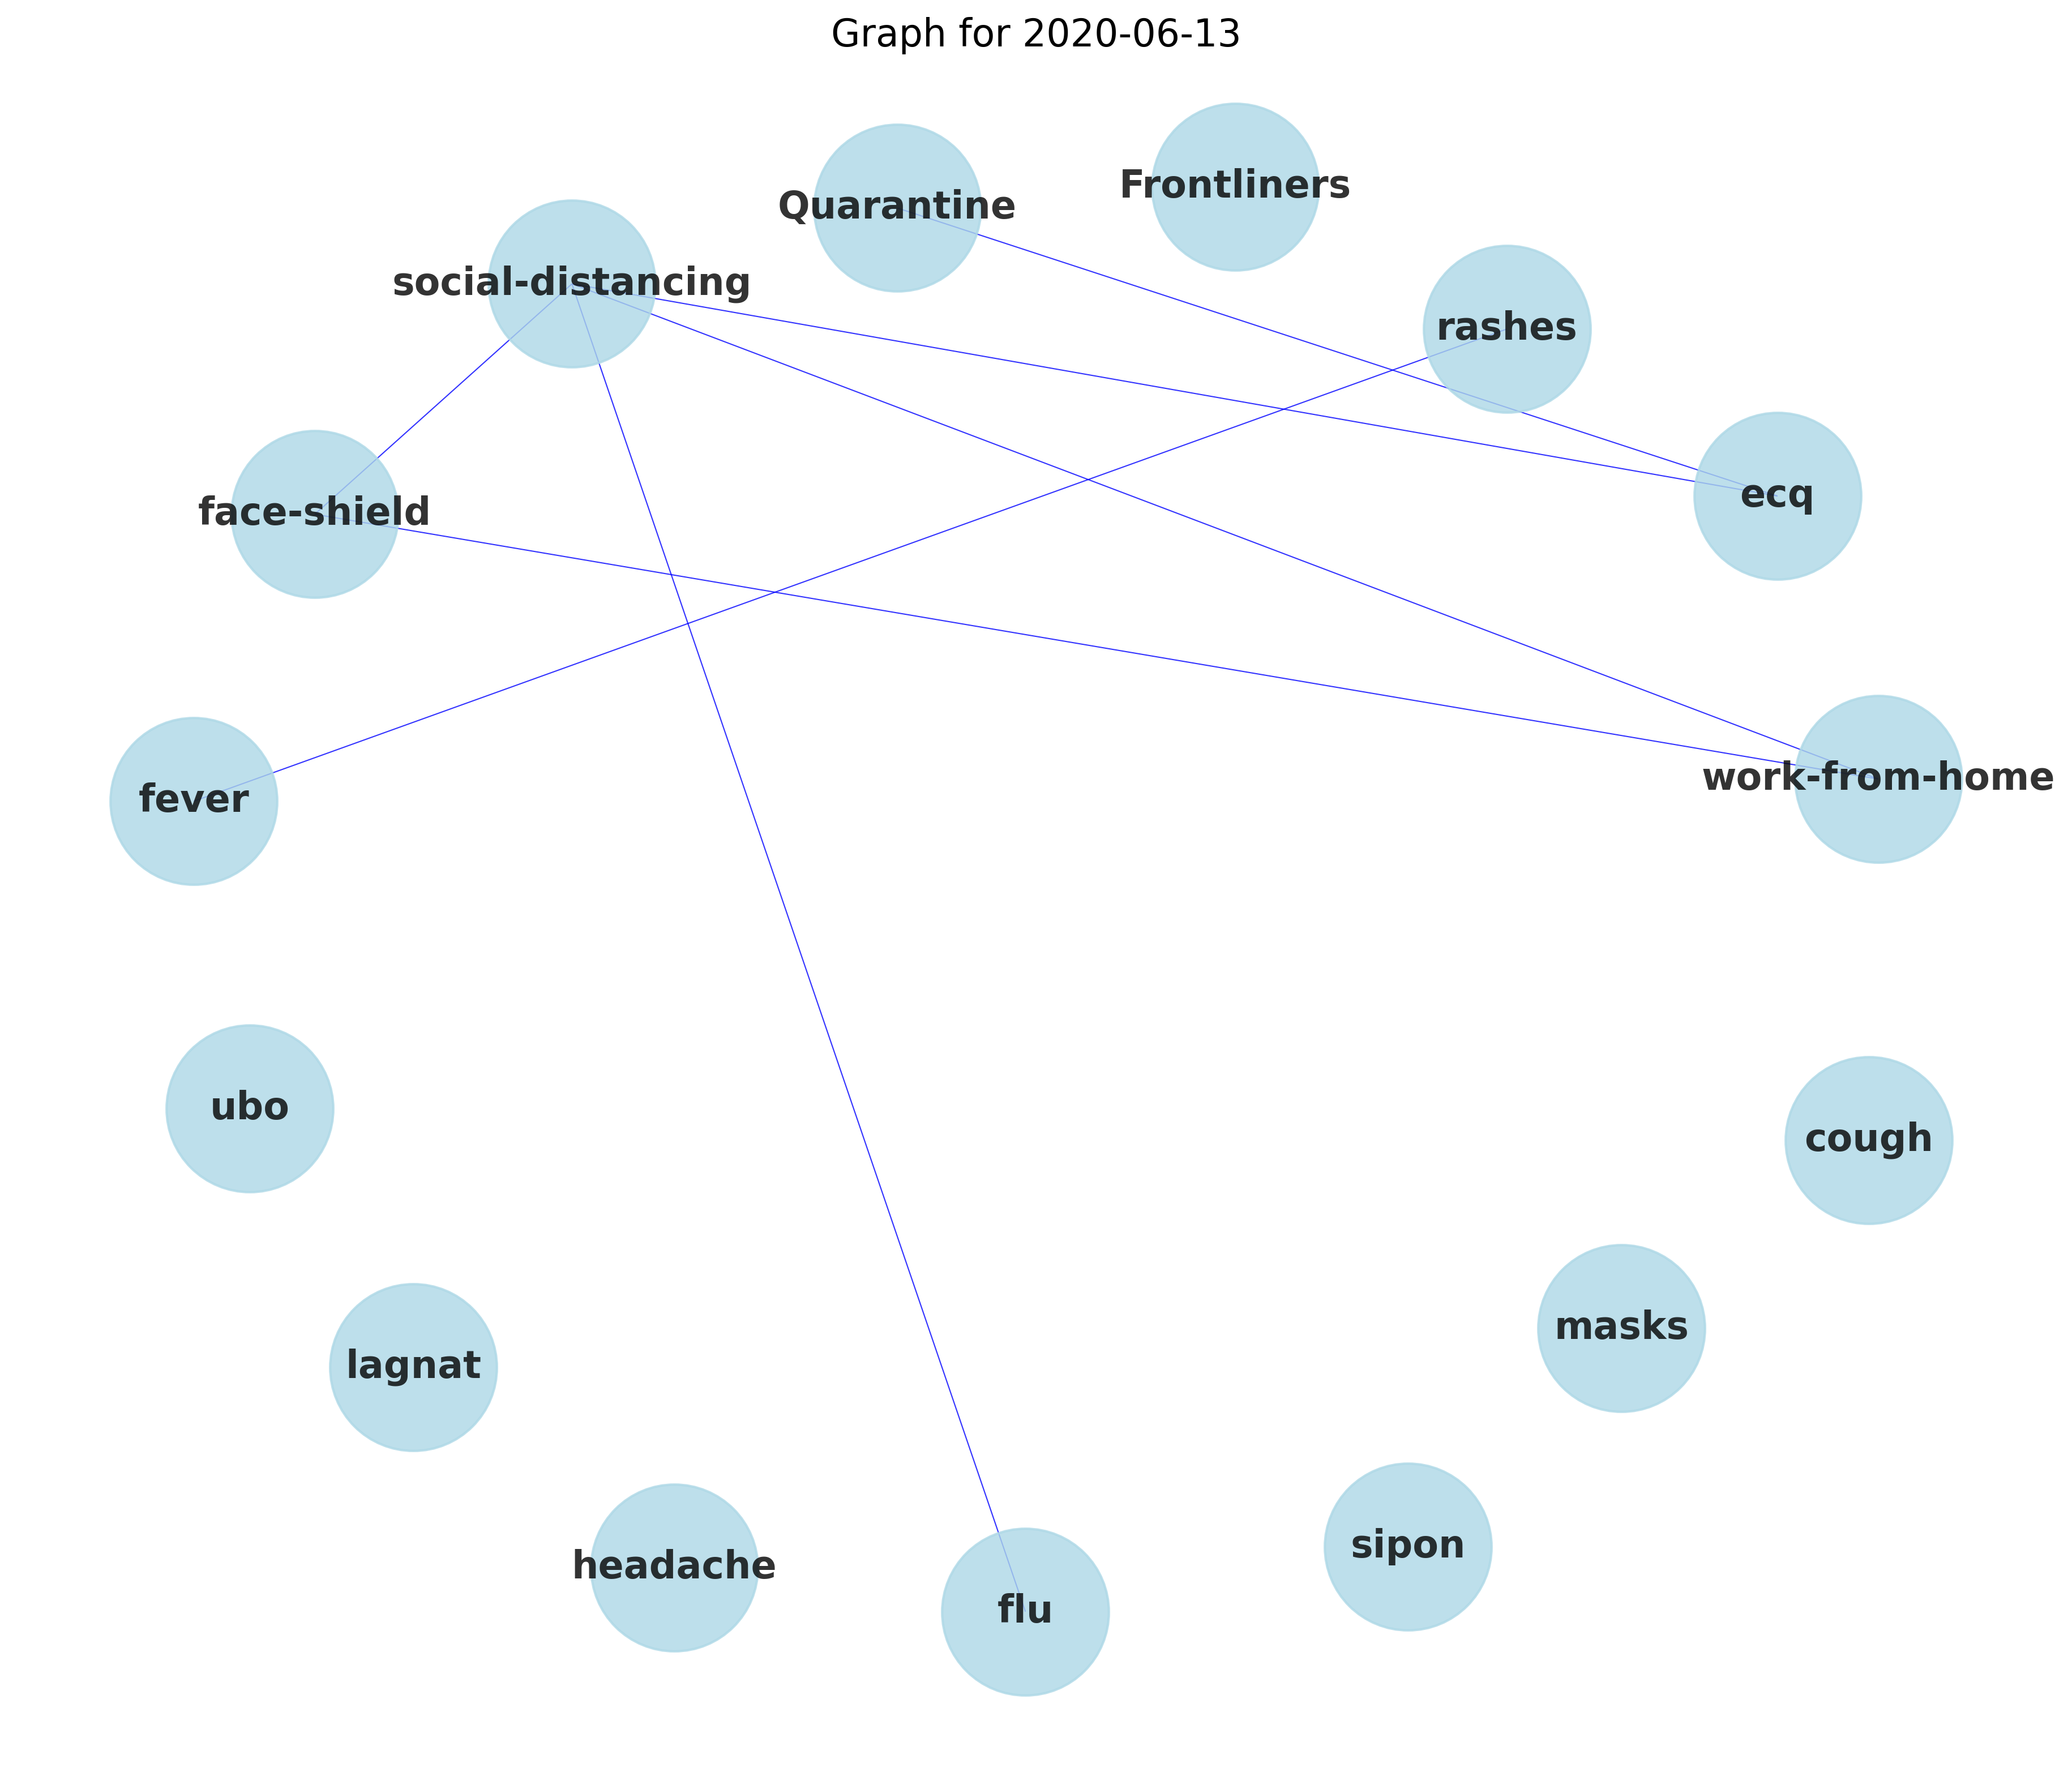 Graph for 2020-06-13
Frontliners
Quarantine
social-distancing
rashes
ecq
face-shield
work-from-home
fever
ubo
cough
masks
lagnat
sipon
headache
flu